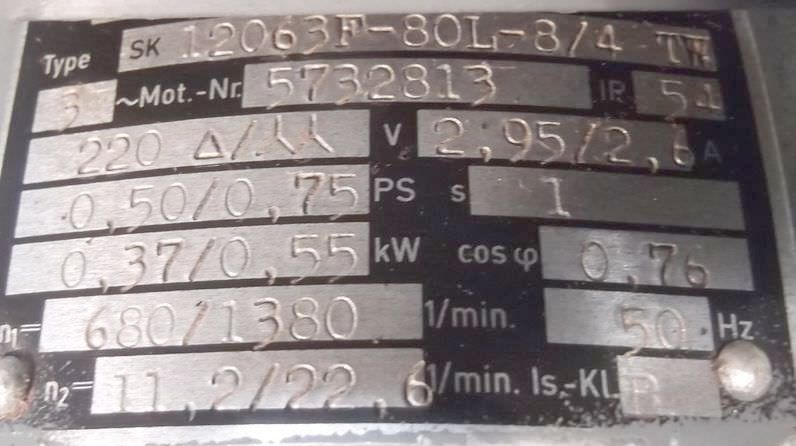 Type SK 12063F-80L-8/4 TW
3 ~Mot.-Nr. 5732813 IP 54
220 Δ/⅄⅄ V 2,95/2,6 A
0,50/0,75 PS s 1
0,37/0,55 kW cos φ 0,76
n₁= 680/1380 1/min. 50 Hz
n₂= 11,2/22,6 1/min. Is.-KL